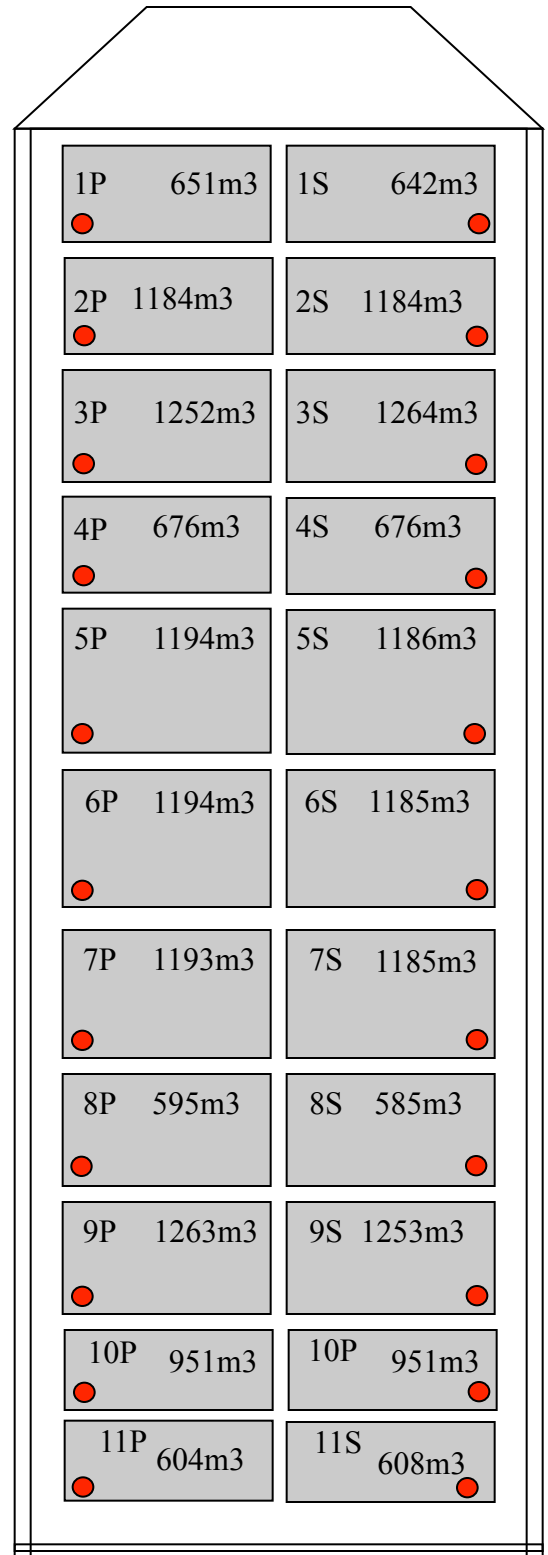 1P 651m3 1S 642m3
2P 1184m3 2S 1184m3
3P 1252m3 3S 1264m3
4P 676m3 4S 676m3
5P 1194m3 5S 1186m3
6P 1194m3 6S 1185m3
7P 1193m3 7S 1185m3
8P 595m3 8S 585m3
9P 1263m3 9S 1253m3
10P 951m3 10P 951m3
11P 604m3 11S 608m3